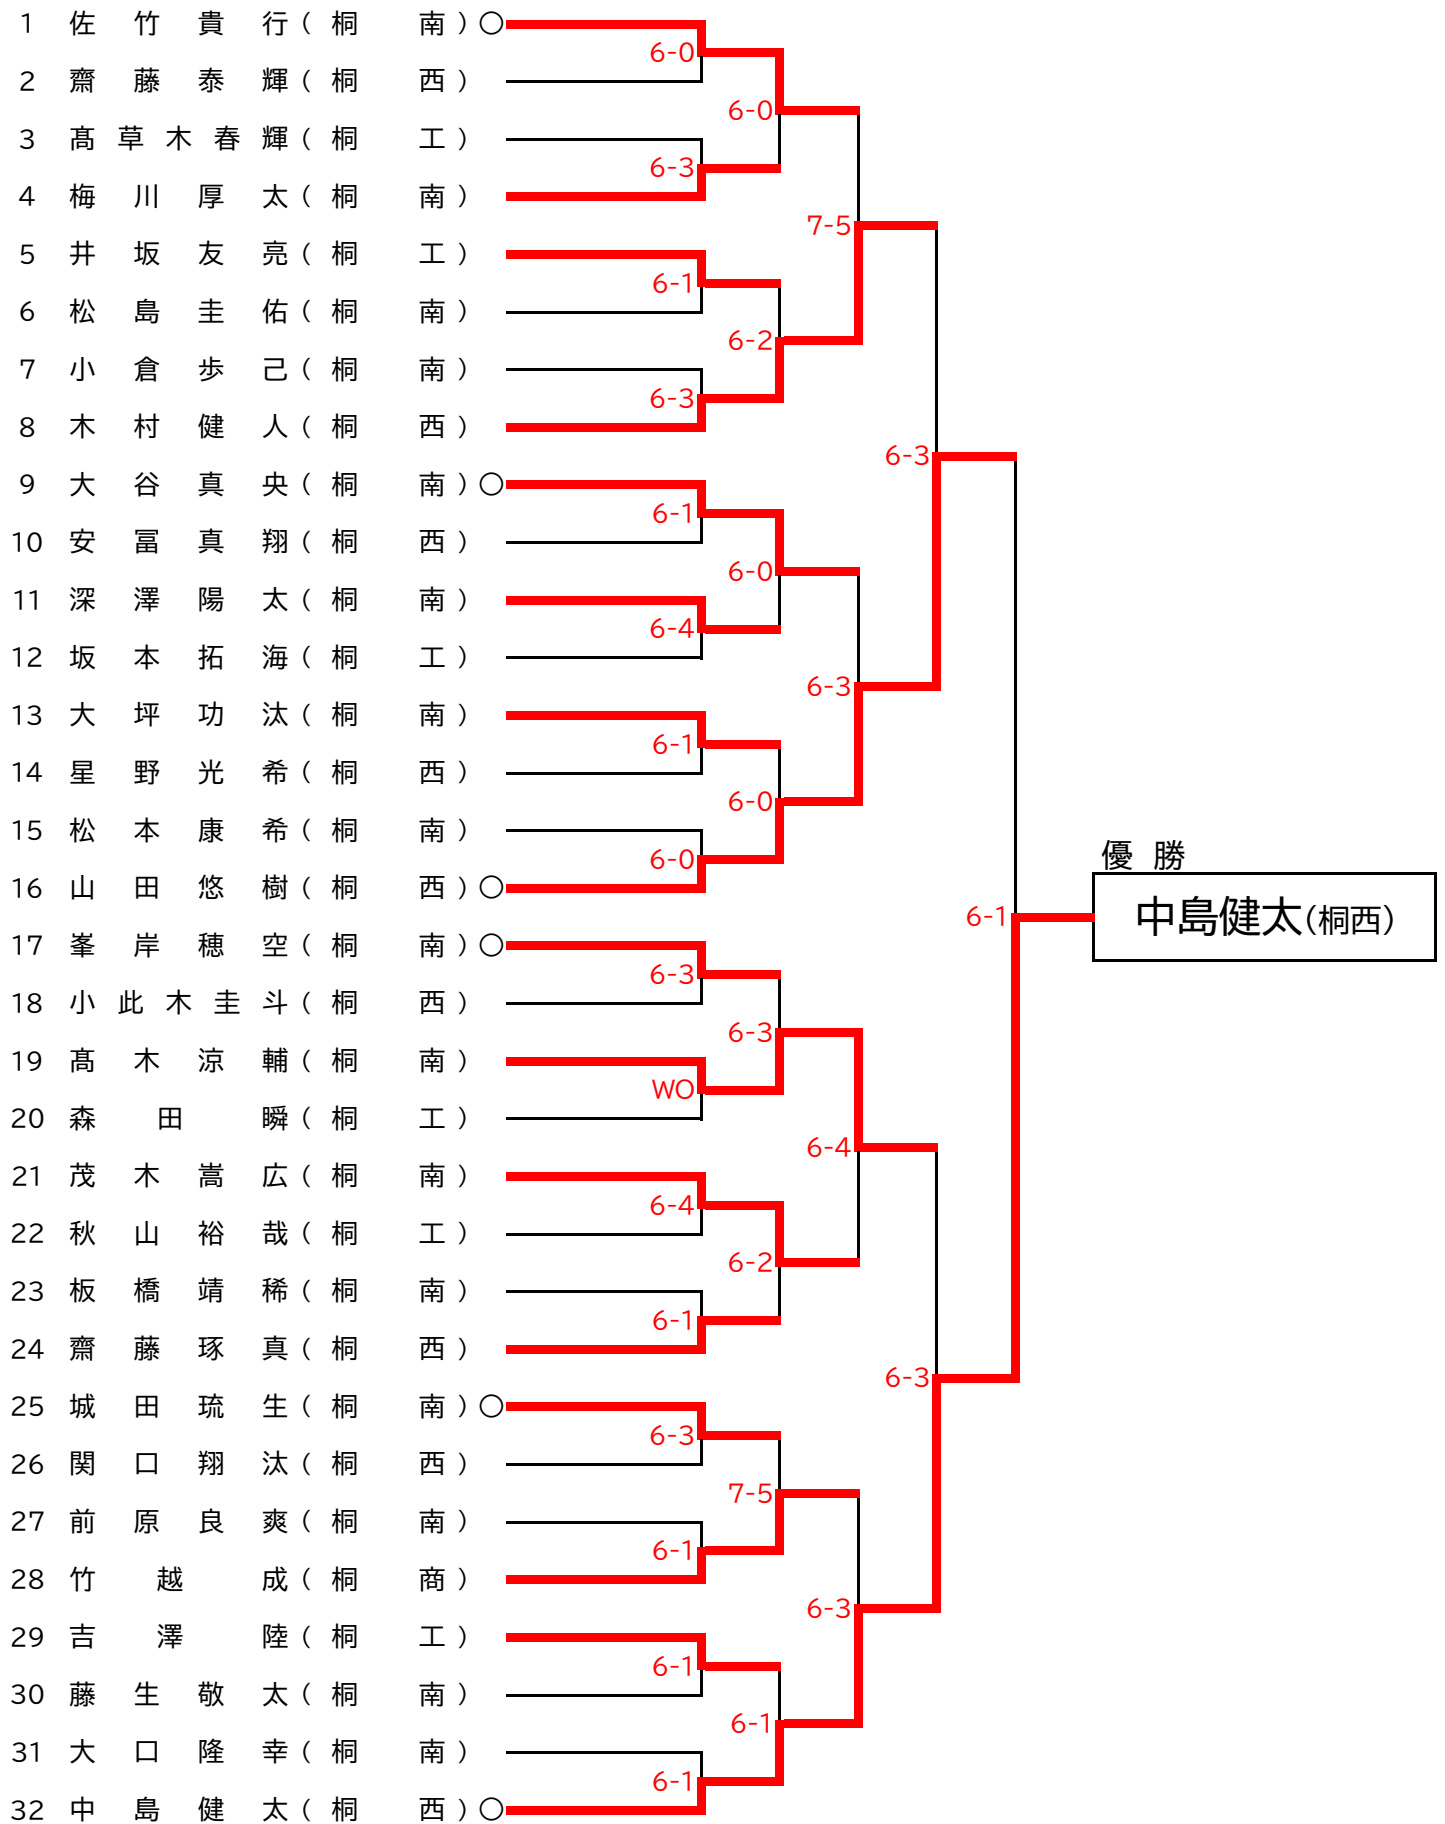 1 佐竹貴行(桐南)○
6-0
2 齋藤泰輝(桐西)
6-0
3 髙草木春輝(桐工)
6-3
4 梅川厚太(桐南)
7-5
5 井坂友亮(桐工)
6-1
6 松島圭佑(桐南)
6-2
7 小倉歩己(桐南)
6-3
8 木村健人(桐西)
6-3
9 大谷真央(桐南)○
6-1
10 安冨真翔(桐西)
6-0
11 深澤陽太(桐南)
6-4
12 坂本拓海(桐工)
6-3
13 大坪功汰(桐南)
6-1
14 星野光希(桐西)
6-0
15 松本康希(桐南)
優勝
6-0
16 山田悠樹(桐西)○
6-1 中島健太(桐西)
17 峯岸穂空(桐南)○
6-3
18 小此木圭斗(桐西)
6-3
19 髙木涼輔(桐南)
WO
20 森田瞬(桐工)
6-4
21 茂木嵩広(桐南)
6-4
22 秋山裕哉(桐工)
6-2
23 板橋靖稀(桐南)
6-1
24 齋藤琢真(桐西)
6-3
25 城田琉生(桐南)○
6-3
26 関口翔汰(桐西)
7-5
27 前原良爽(桐南)
6-1
28 竹越成(桐商)
6-3
29 吉澤陸(桐工)
6-1
30 藤生敬太(桐南)
6-1
31 大口隆幸(桐南)
6-1
32 中島健太(桐西)○